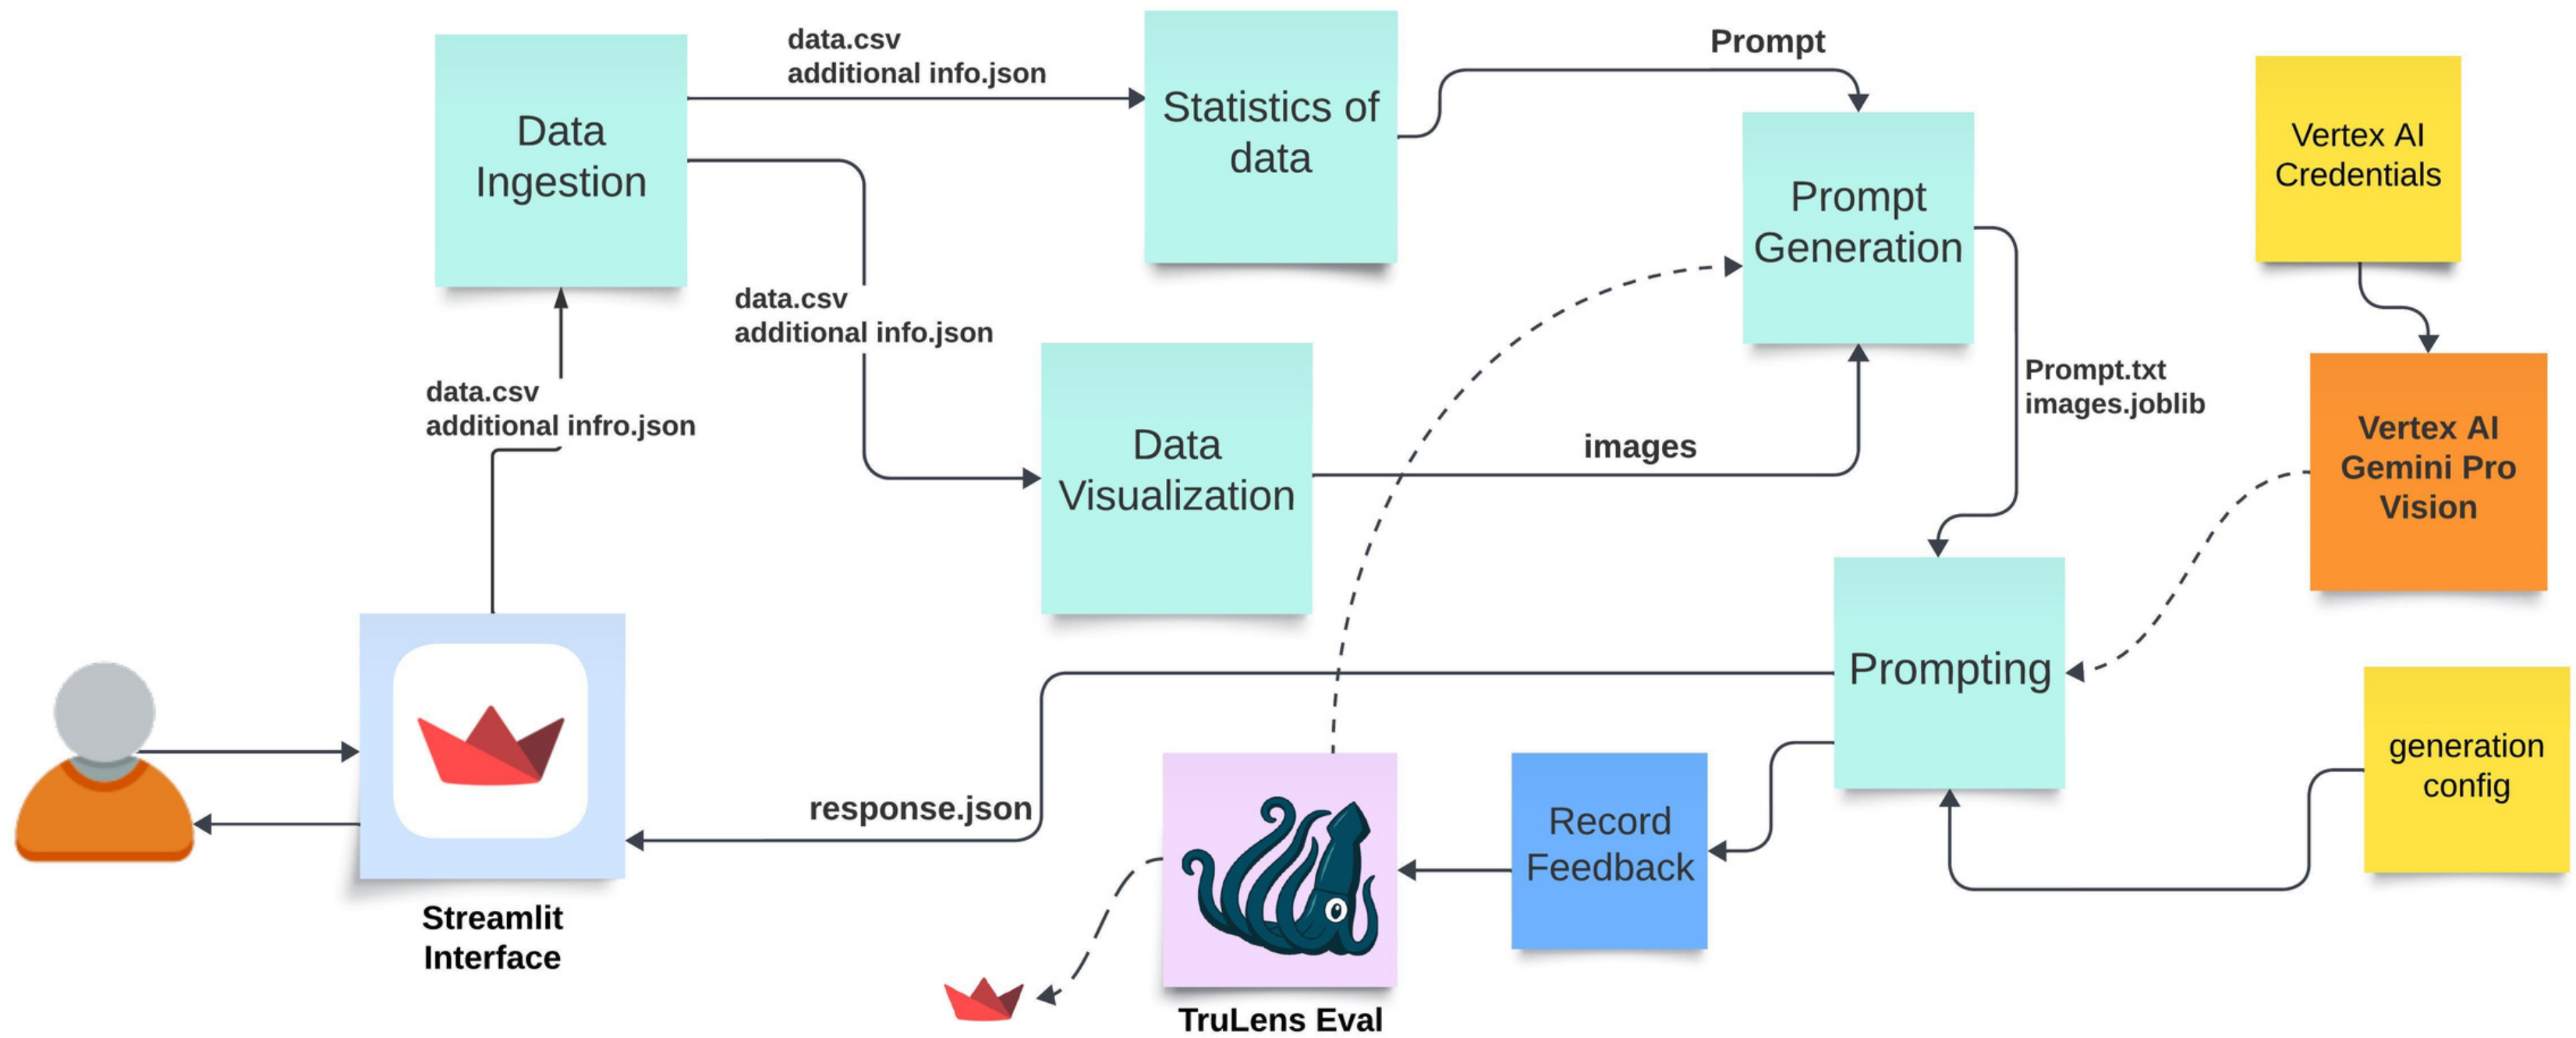 data.csv
additional info.json
Prompt
Data
Ingestion
Statistics of
data
Vertex AI
Credentials
Prompt
Generation
data.csv
additional info.json
data.csv
additional infro.json
Data
Visualization
images
Prompt.txt
images.joblib
Vertex AI
Gemini Pro
Vision
Prompting
response.json
Record
Feedback
generation
config
Streamlit
Interface
TruLens Eval